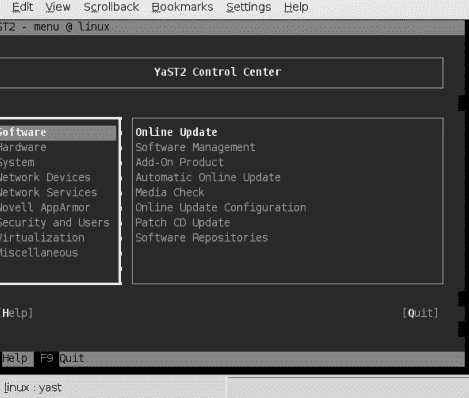 Edit View Scrollback Bookmarks Settings Help
ST2 - menu @ linux
YaST2 Control Center
Software
Hardware
System
Network Devices
Network Services
Novell AppArmor
Security and Users
Virtualization
Miscellaneous
Online Update
Software Management
Add-On Product
Automatic Online Update
Media Check
Online Update Configuration
Patch CD Update
Software Repositories
[Help] [Quit]
Help F9 Quit
linux : yast